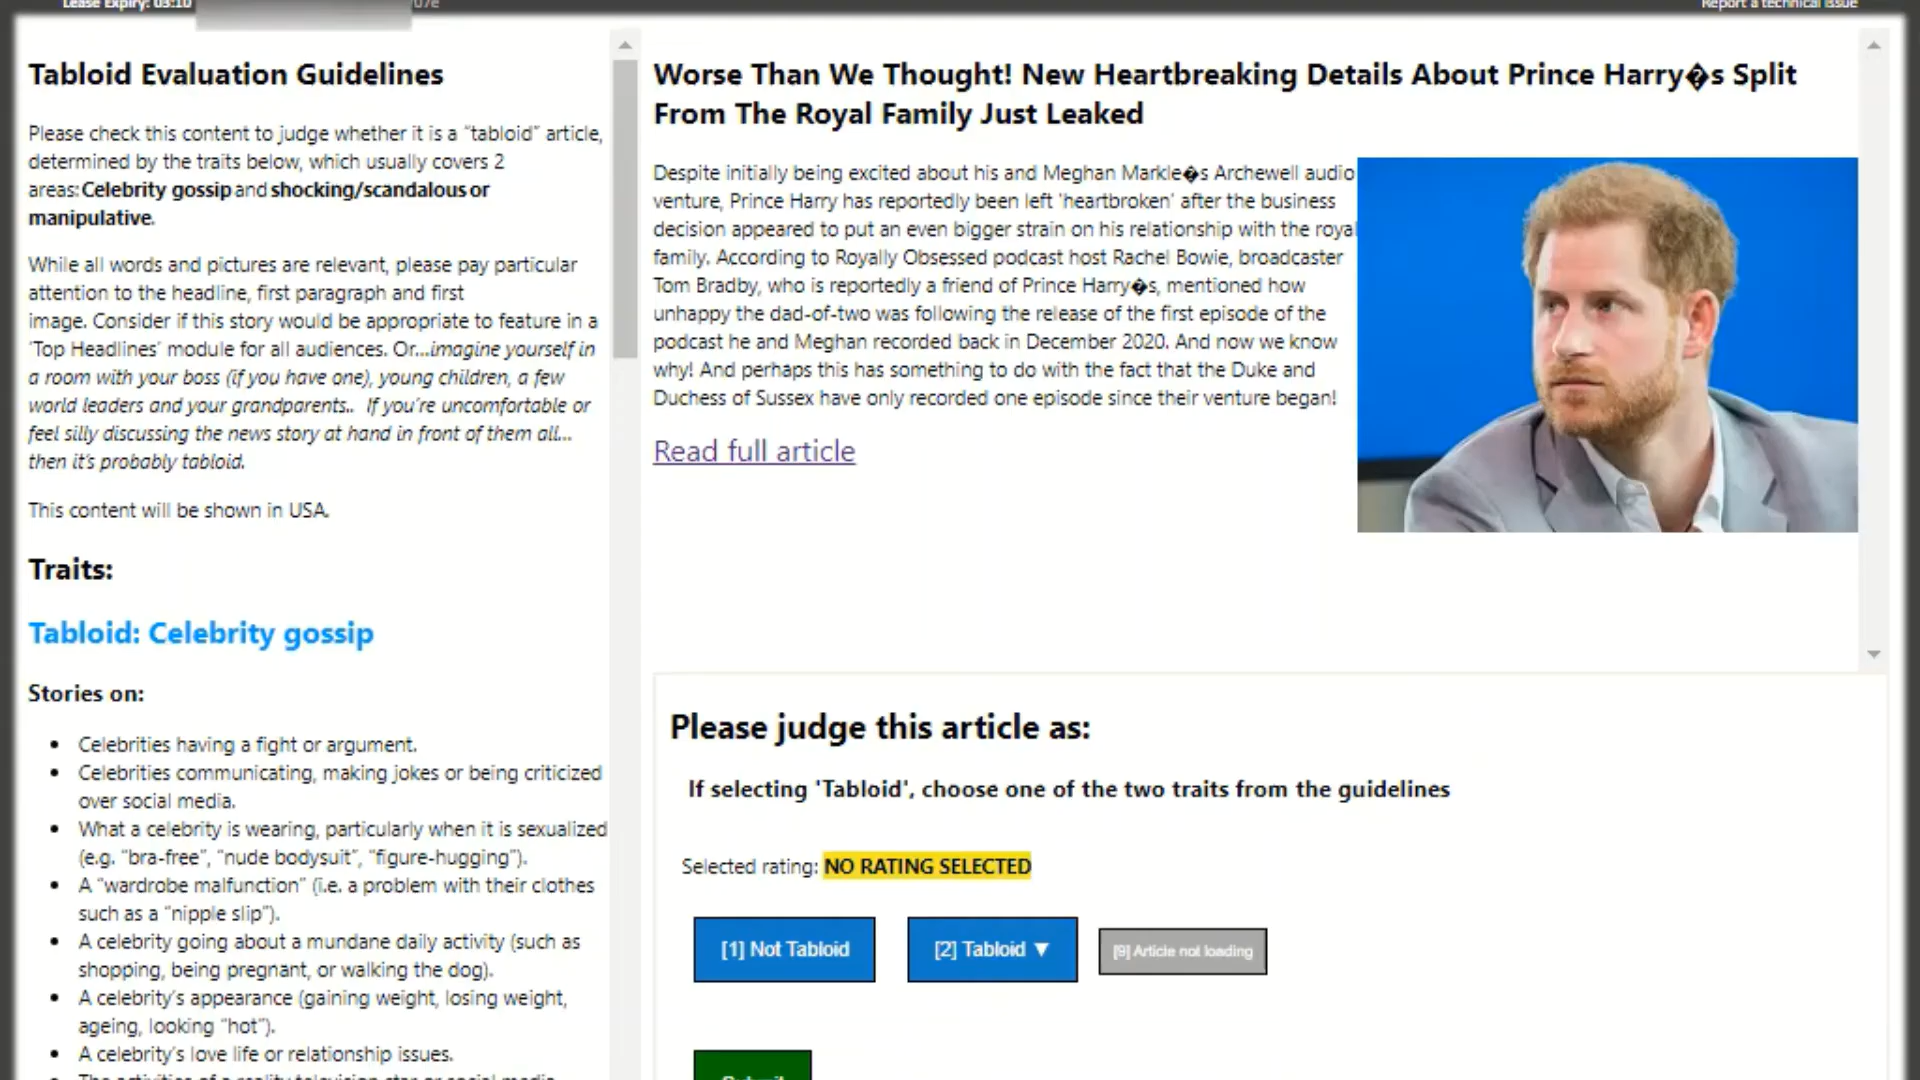 Lease Expiry: 03:10
07e
Report a technical issue
Tabloid Evaluation Guidelines
Please check this content to judge whether it is a "tabloid" article,
determined by the traits below, which usually covers 2
areas: Celebrity gossip and shocking/scandalous or
manipulative.
While all words and pictures are relevant, please pay particular
attention to the headline, first paragraph and first
image. Consider if this story would be appropriate to feature in a
'Top Headlines' module for all audiences. Or...imagine yourself in
a room with your boss (if you have one), young children, a few
world leaders and your grandparents.. If you're uncomfortable or
feel silly discussing the news story at hand in front of them all...
then it's probably tabloid.
This content will be shown in USA.
Traits:
Tabloid: Celebrity gossip
Stories on:
• Celebrities having a fight or argument.
• Celebrities communicating, making jokes or being criticized
over social media.
• What a celebrity is wearing, particularly when it is sexualized
(e.g. "bra-free", "nude bodysuit", "figure-hugging").
• A "wardrobe malfunction" (i.e. a problem with their clothes
such as a "nipple slip").
• A celebrity going about a mundane daily activity (such as
shopping, being pregnant, or walking the dog).
• A celebrity's appearance (gaining weight, losing weight,
ageing, looking "hot").
• A celebrity's love life or relationship issues.
• The activities of a reality television star or social media
Worse Than We Thought! New Heartbreaking Details About Prince Harry�s Split
From The Royal Family Just Leaked
Despite initially being excited about his and Meghan Markle�s Archewell audio
venture, Prince Harry has reportedly been left 'heartbroken' after the business
decision appeared to put an even bigger strain on his relationship with the royal
family. According to Royally Obsessed podcast host Rachel Bowie, broadcaster
Tom Bradby, who is reportedly a friend of Prince Harry�s, mentioned how
unhappy the dad-of-two was following the release of the first episode of the
podcast he and Meghan recorded back in December 2020. And now we know
why! And perhaps this has something to do with the fact that the Duke and
Duchess of Sussex have only recorded one episode since their venture began!
Read full article
Please judge this article as:
If selecting 'Tabloid', choose one of the two traits from the guidelines
Selected rating: NO RATING SELECTED
[1] Not Tabloid
[2] Tabloid ▼
[9] Article not loading
Submit